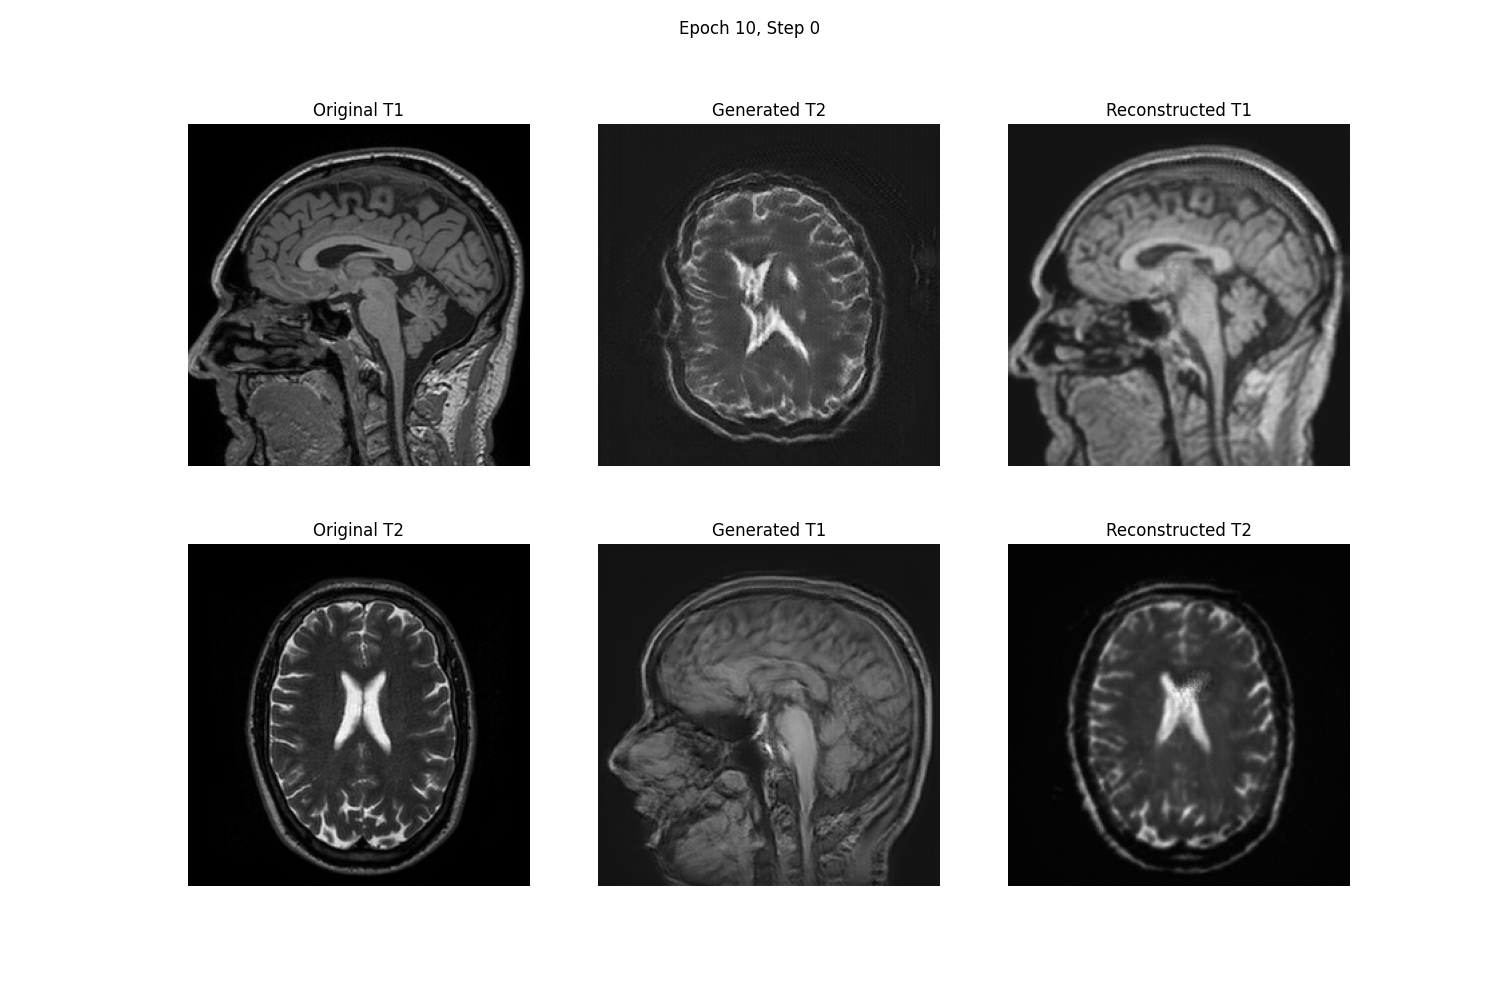 Epoch 10, Step 0
Original T1
Generated T2
Reconstructed T1
Original T2
Generated T1
Reconstructed T2